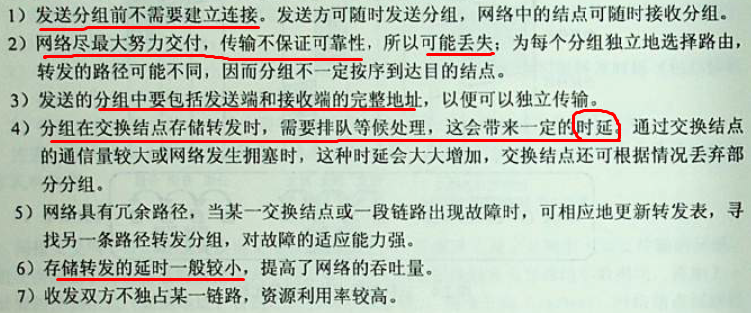 1）发送分组前不需要建立连接。发送方可随时发送分组，网络中的结点可随时接收分组。
2）网络尽最大努力交付，传输不保证可靠性，所以可能丢失；为每个分组独立地选择路由，
转发的路径可能不同，因而分组不一定按序到达目的结点。
3）发送的分组中要包括发送端和接收端的完整地址，以便可以独立传输。
4）分组在交换结点存储转发时，需要排队等候处理，这会带来一定的时延。通过交换结点
的通信量较大或网络发生拥塞时，这种时延会大大增加，交换结点还可根据情况丢弃部
分分组。
5）网络具有冗余路径，当某一交换结点或一段链路出现故障时，可相应地更新转发表，寻
找另一条路径转发分组，对故障的适应能力强。
6）存储转发的延时一般较小，提高了网络的吞吐量。
7）收发双方不独占某一链路，资源利用率较高。